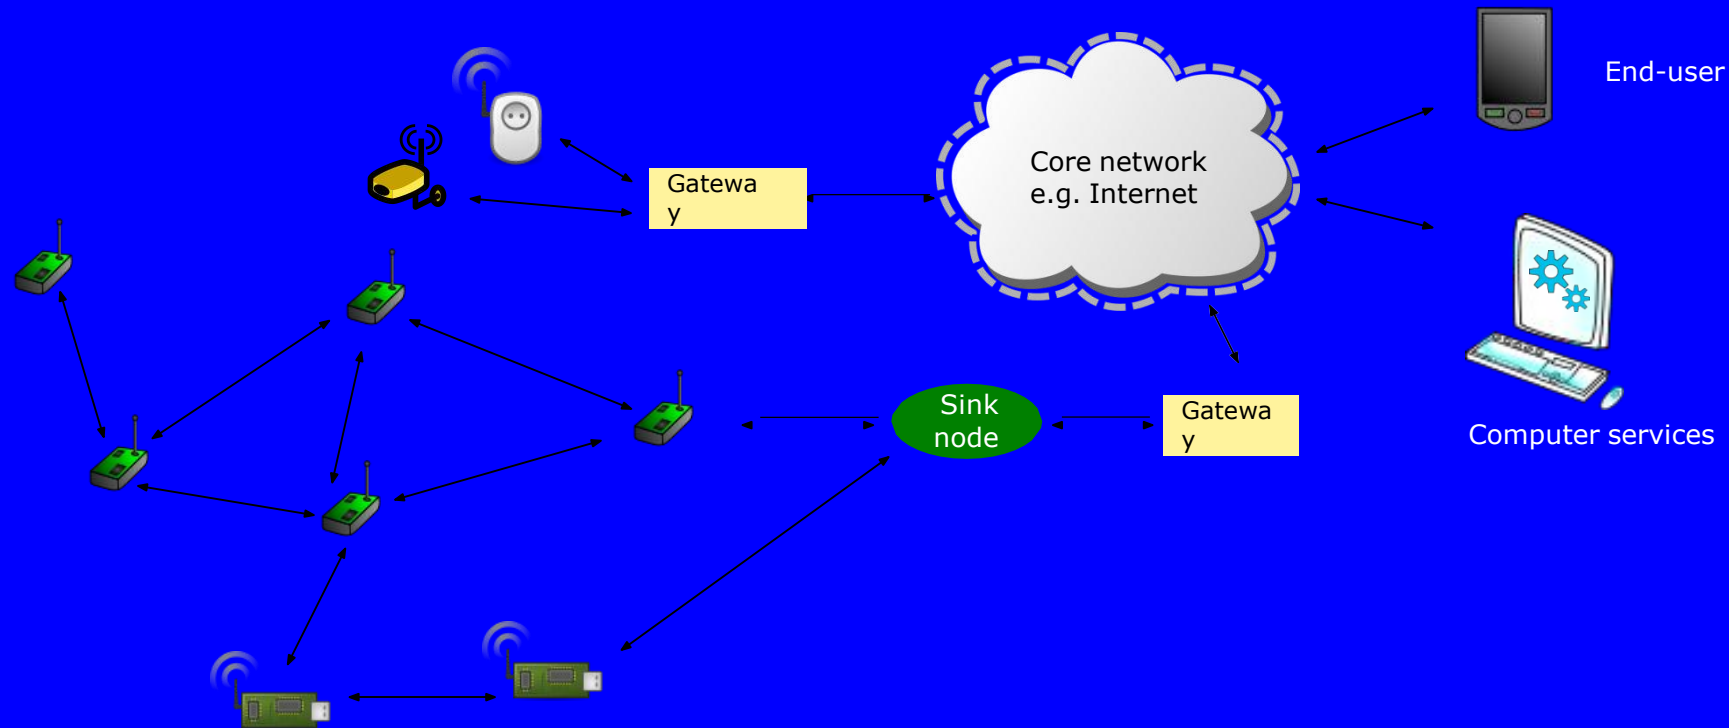 End-user
Core network
e.g. Internet
Gatewa
y
Sink
node
Gatewa
y
Computer services